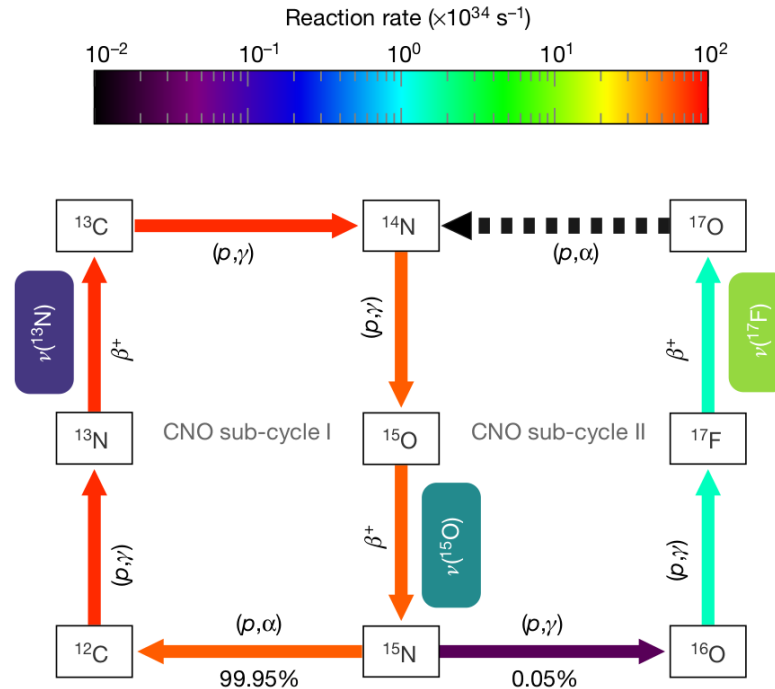 Reaction rate (×10³⁴ s⁻¹)
10⁻² 10⁻¹ 10⁰ 10¹ 10²
¹³C ¹⁴N ¹⁷O
(p,γ) (p,α)
ν(¹³N) β⁺ (p,γ) β⁺ ν(¹⁷F)
¹³N CNO sub-cycle I ¹⁵O CNO sub-cycle II ¹⁷F
(p,γ) β⁺ ν(¹⁵O) (p,γ)
(p,α) (p,γ)
¹²C ¹⁵N ¹⁶O
99.95% 0.05%